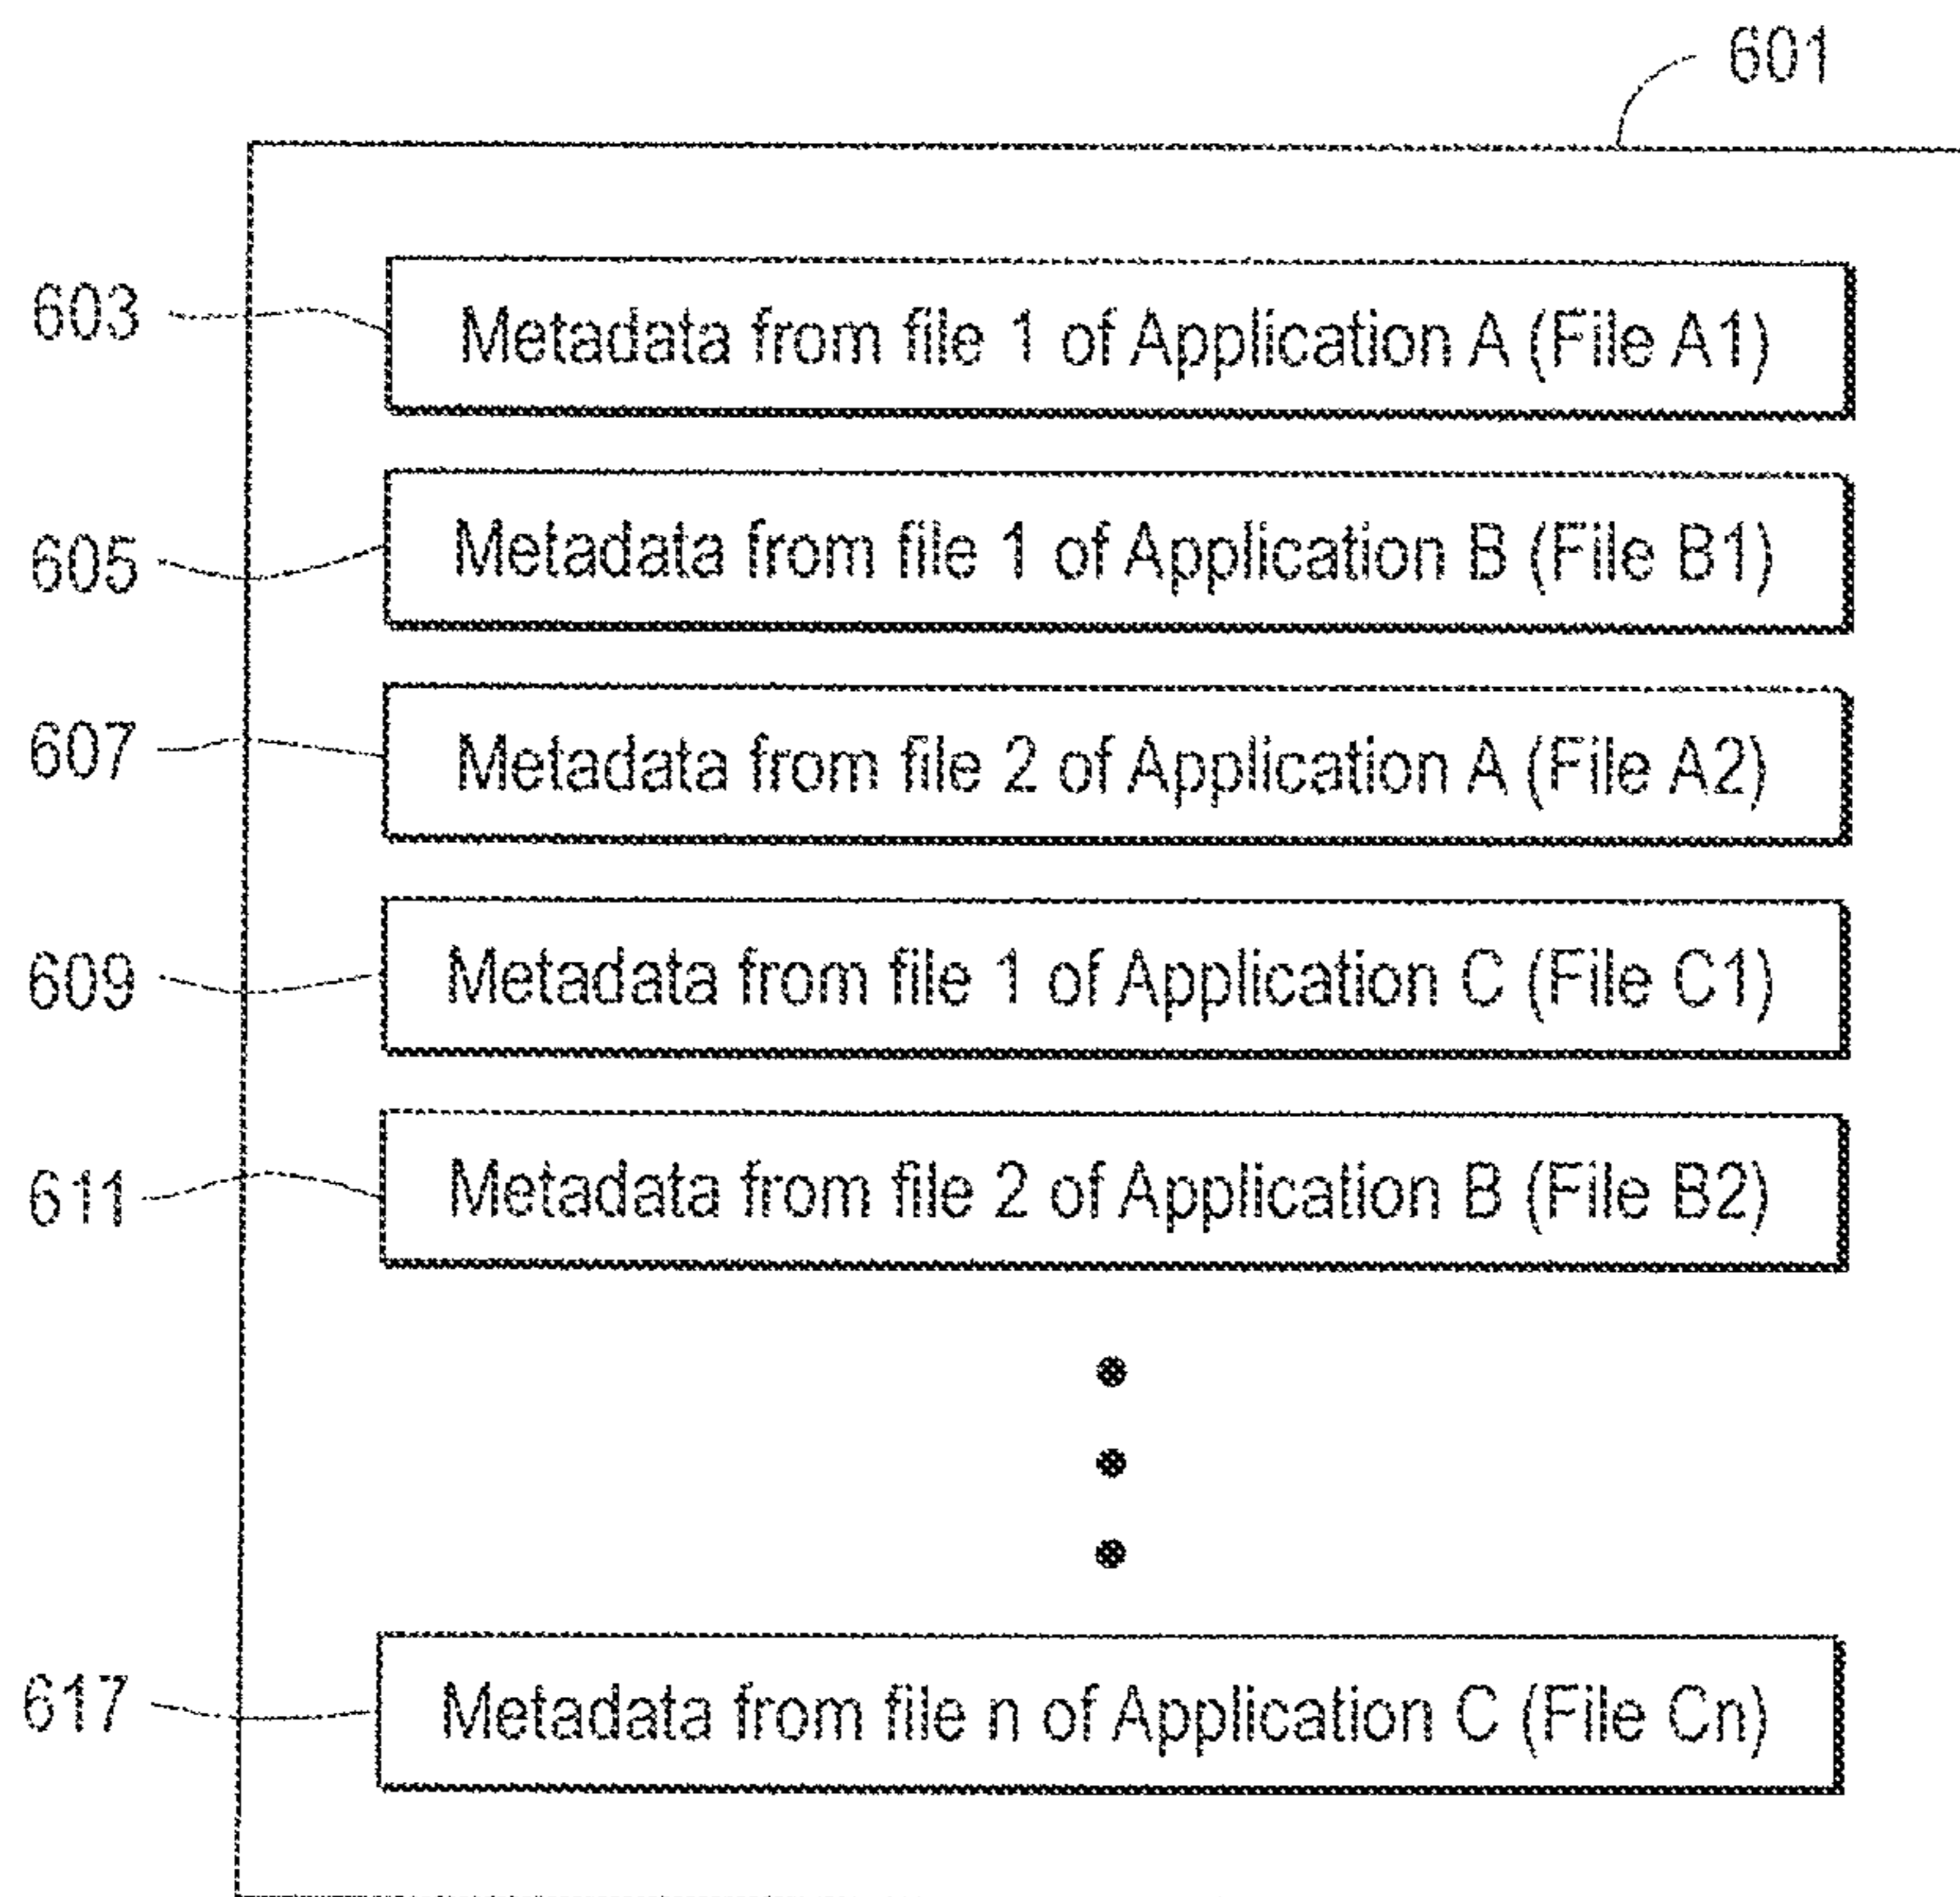 601
603 Metadata from file 1 of Application A (File A1)
605 Metadata from file 1 of Application B (File B1)
607 Metadata from file 2 of Application A (File A2)
609 Metadata from file 1 of Application C (File C1)
611 Metadata from file 2 of Application B (File B2)
617 Metadata from file n of Application C (File Cn)